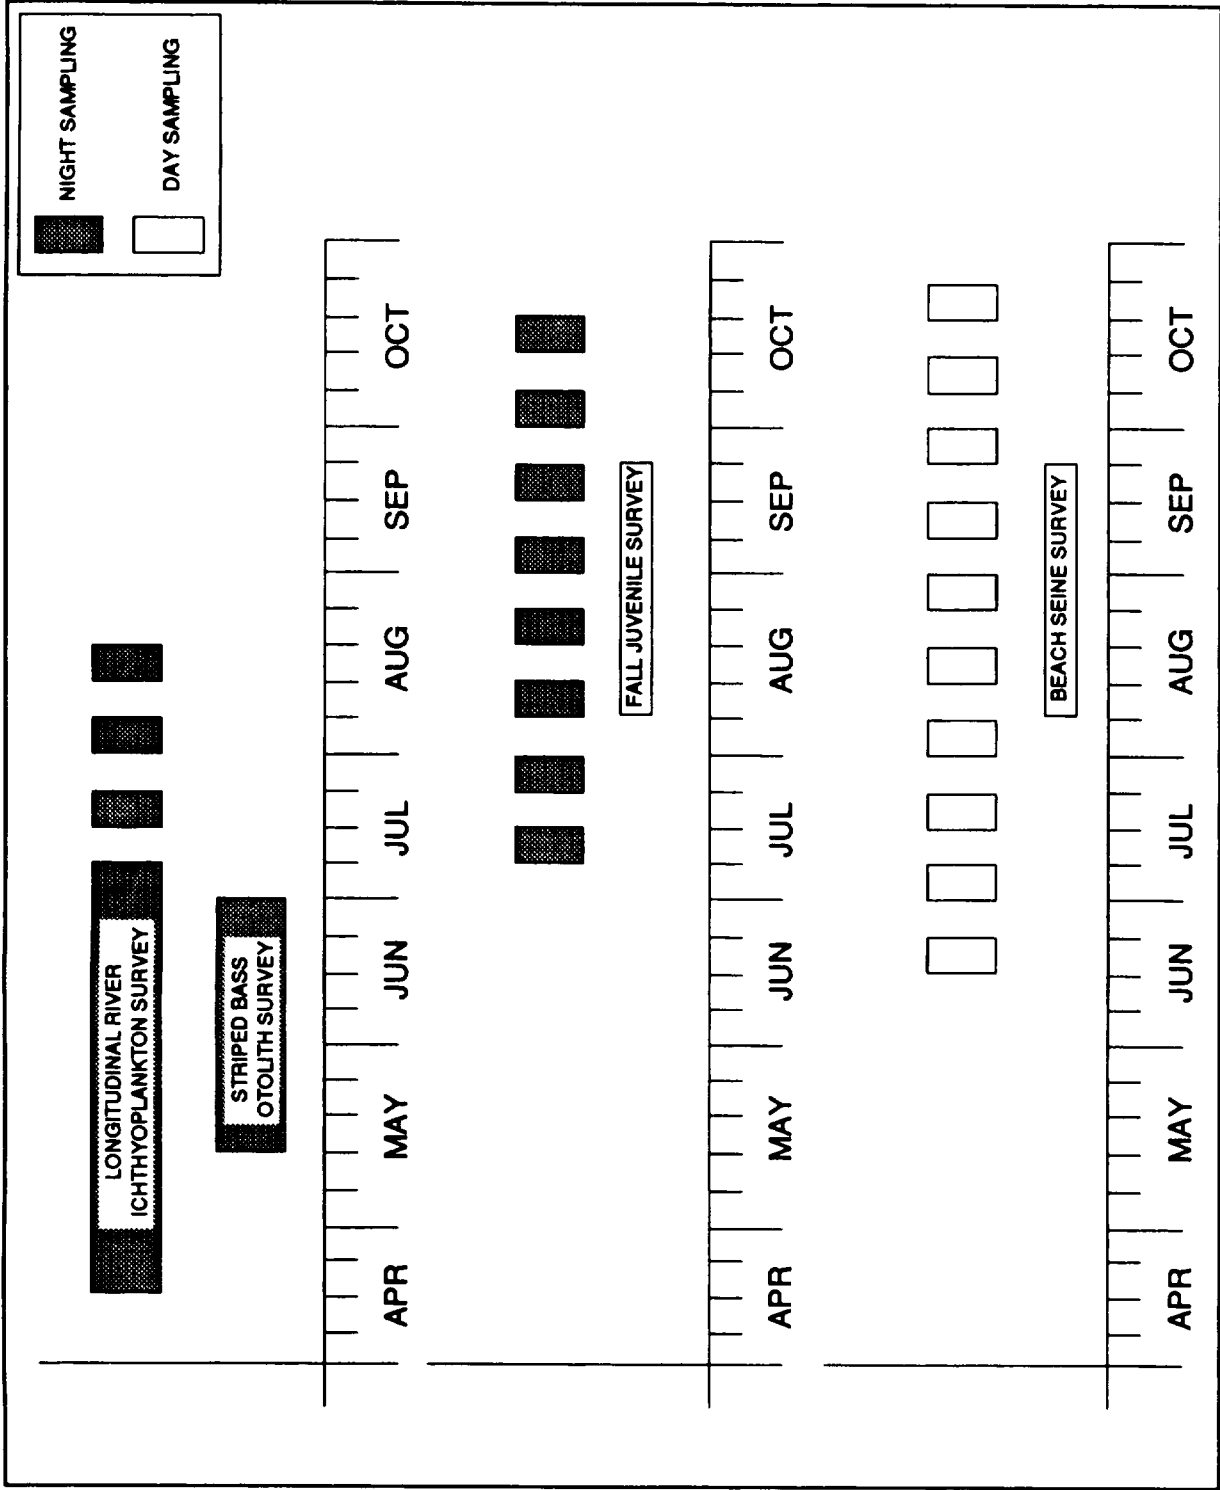 NIGHT SAMPLING
DAY SAMPLING
LONGITUDINAL RIVER
ICHTHYOPLANKTON SURVEY
STRIPED BASS
OTOLITH SURVEY
APR MAY JUN JUL AUG SEP OCT
FALL JUVENILE SURVEY
APR MAY JUN JUL AUG SEP OCT
BEACH SEINE SURVEY
APR MAY JUN JUL AUG SEP OCT